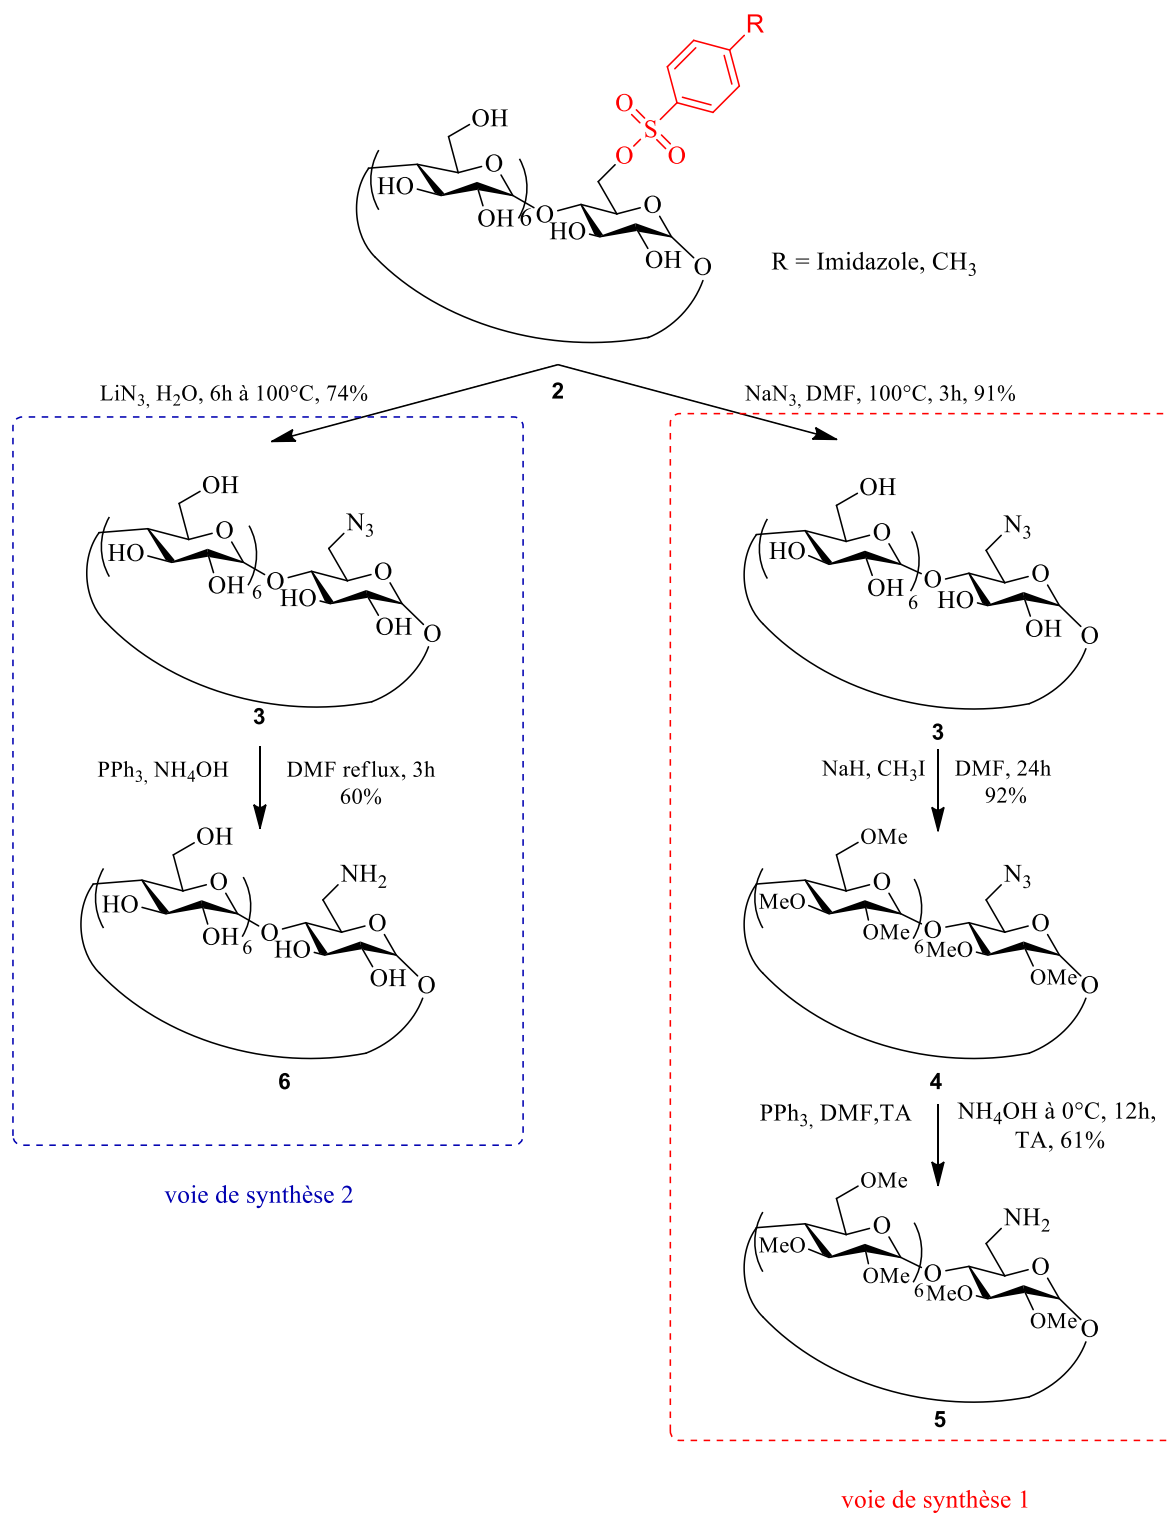 R
O
S
O
O
OH
O
HO
OH
6
O
O
HO
OH
O
R = Imidazole, CH3
2
LiN3, H2O, 6h à 100°C, 74%
NaN3, DMF, 100°C, 3h, 91%
OH
O
HO
OH
6
N3
O
O
HO
OH
O
3
OH
O
HO
OH
6
N3
O
O
HO
OH
O
3
PPh3, NH4OH
DMF reflux, 3h
60%
NaH, CH3I
DMF, 24h
92%
OH
O
HO
OH
6
NH2
O
O
HO
OH
O
6
OMe
O
MeO
OMe
6
N3
O
O
MeO
OMe
O
4
PPh3, DMF,TA
NH4OH à 0°C, 12h,
TA, 61%
voie de synthèse 2
OMe
O
MeO
OMe
6
NH2
O
O
MeO
OMe
O
5
voie de synthèse 1